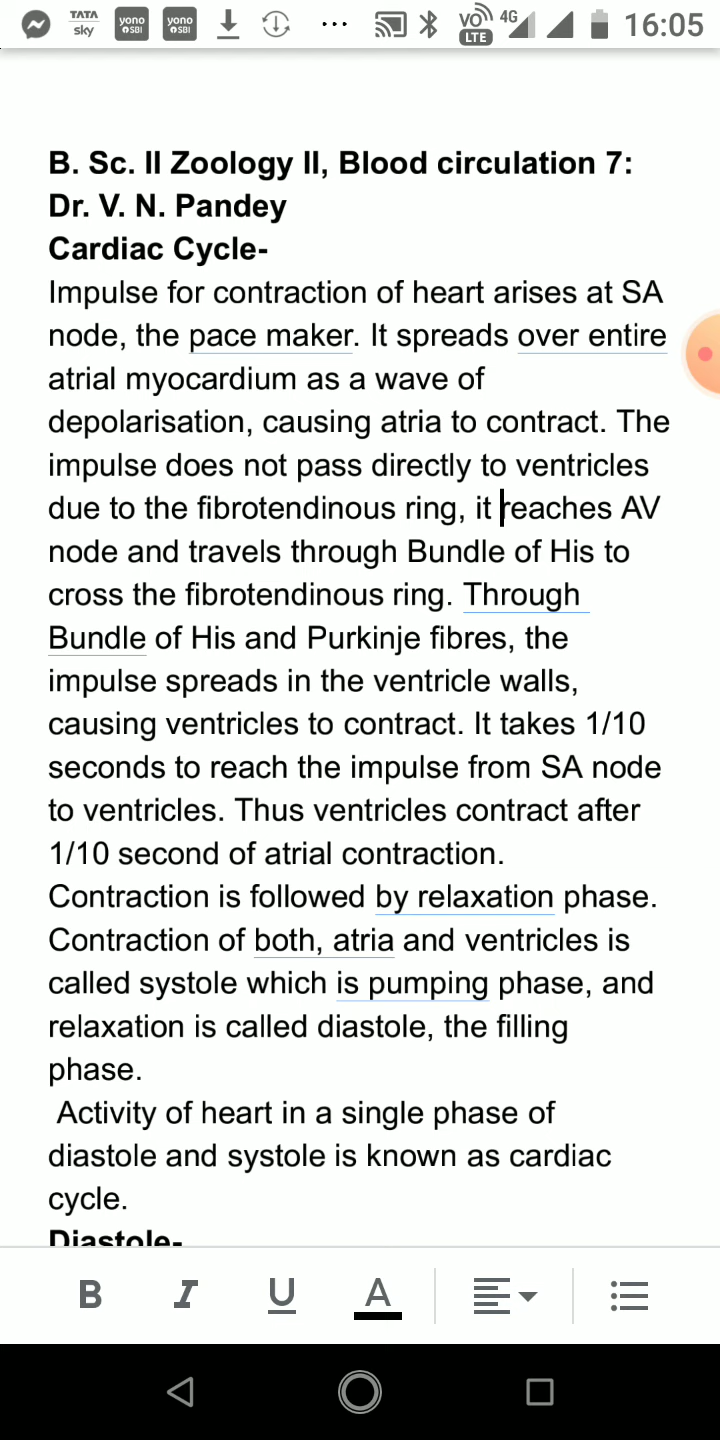 TATA
sky
yono
SBI
yono
SBI
...
VO
LTE
4G
16:05
B. Sc. II Zoology II, Blood circulation 7:
Dr. V. N. Pandey
Cardiac Cycle-
Impulse for contraction of heart arises at SA
node, the pace maker. It spreads over entire
atrial myocardium as a wave of
depolarisation, causing atria to contract. The
impulse does not pass directly to ventricles
due to the fibrotendinous ring, it reaches AV
node and travels through Bundle of His to
cross the fibrotendinous ring. Through
Bundle of His and Purkinje fibres, the
impulse spreads in the ventricle walls,
causing ventricles to contract. It takes 1/10
seconds to reach the impulse from SA node
to ventricles. Thus ventricles contract after
1/10 second of atrial contraction.
Contraction is followed by relaxation phase.
Contraction of both, atria and ventricles is
called systole which is pumping phase, and
relaxation is called diastole, the filling
phase.
Activity of heart in a single phase of
diastole and systole is known as cardiac
cycle.
Diastole-
B I U A